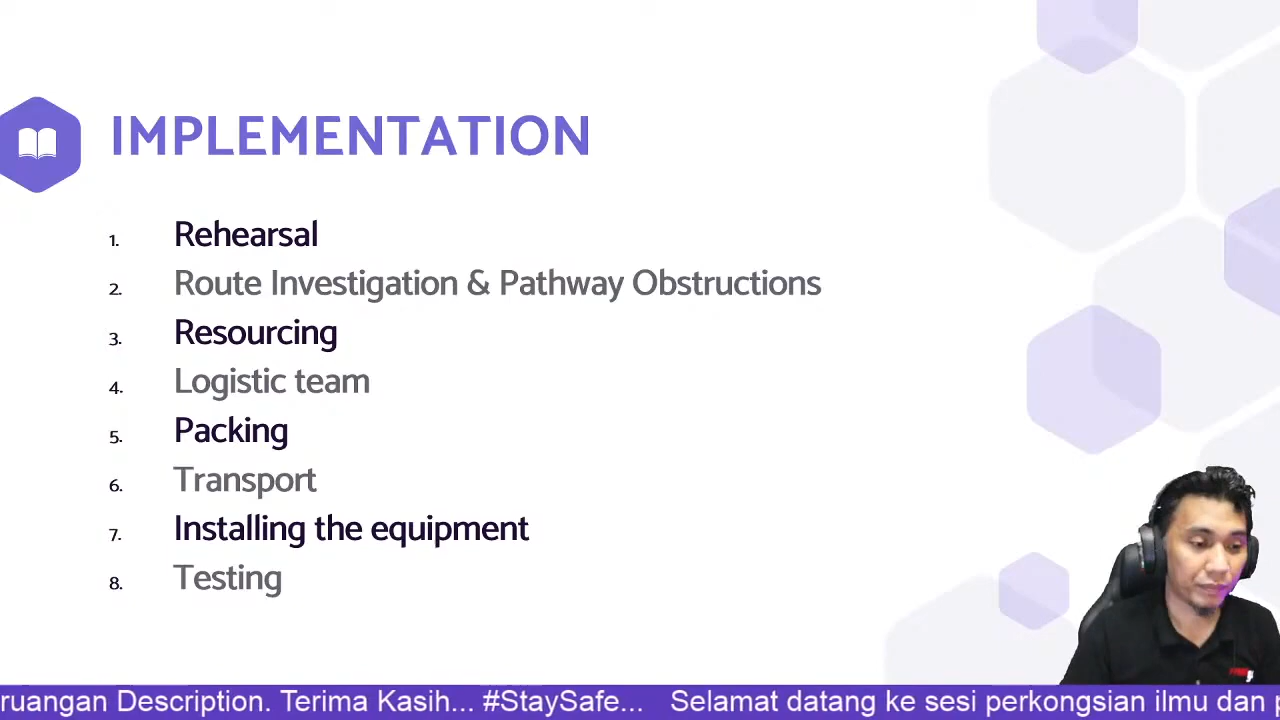 IMPLEMENTATION
1. Rehearsal
2. Route Investigation & Pathway Obstructions
3. Resourcing
4. Logistic team
5. Packing
6. Transport
7. Installing the equipment
8. Testing
ruangan Description. Terima Kasih... #StaySafe... Selamat datang ke sesi perkongsian ilmu dan